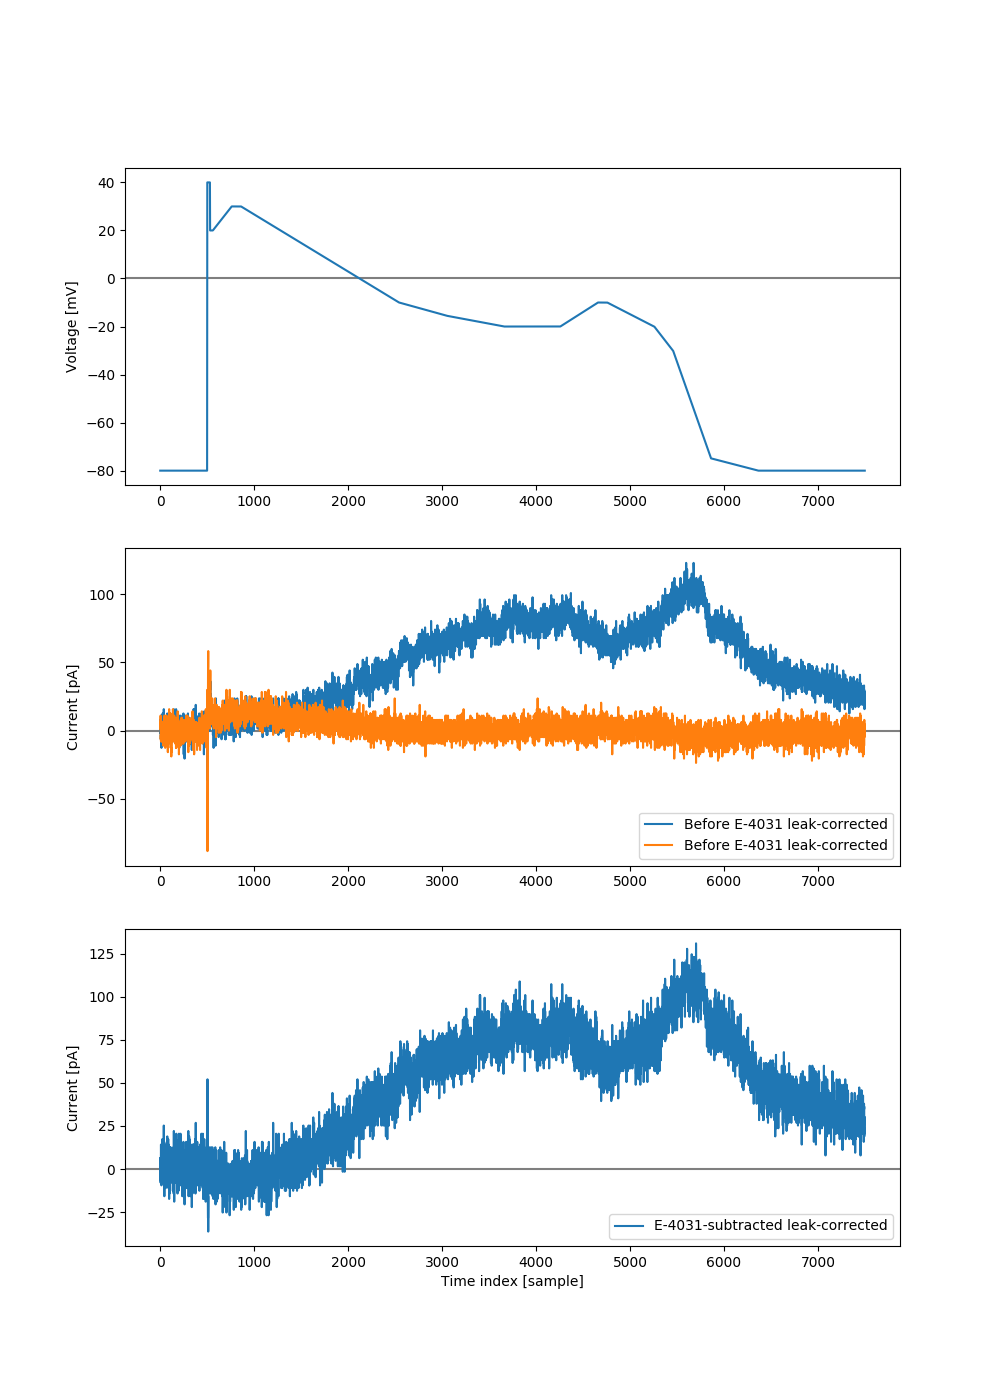 40
20
0
−20
−40
−60
−80
Voltage [mV]
0 1000 2000 3000 4000 5000 6000 7000
100
50
0
−50
Current [pA]
Before E-4031 leak-corrected
Before E-4031 leak-corrected
0 1000 2000 3000 4000 5000 6000 7000
125
100
75
50
25
0
−25
Current [pA]
E-4031-subtracted leak-corrected
0 1000 2000 3000 4000 5000 6000 7000
Time index [sample]